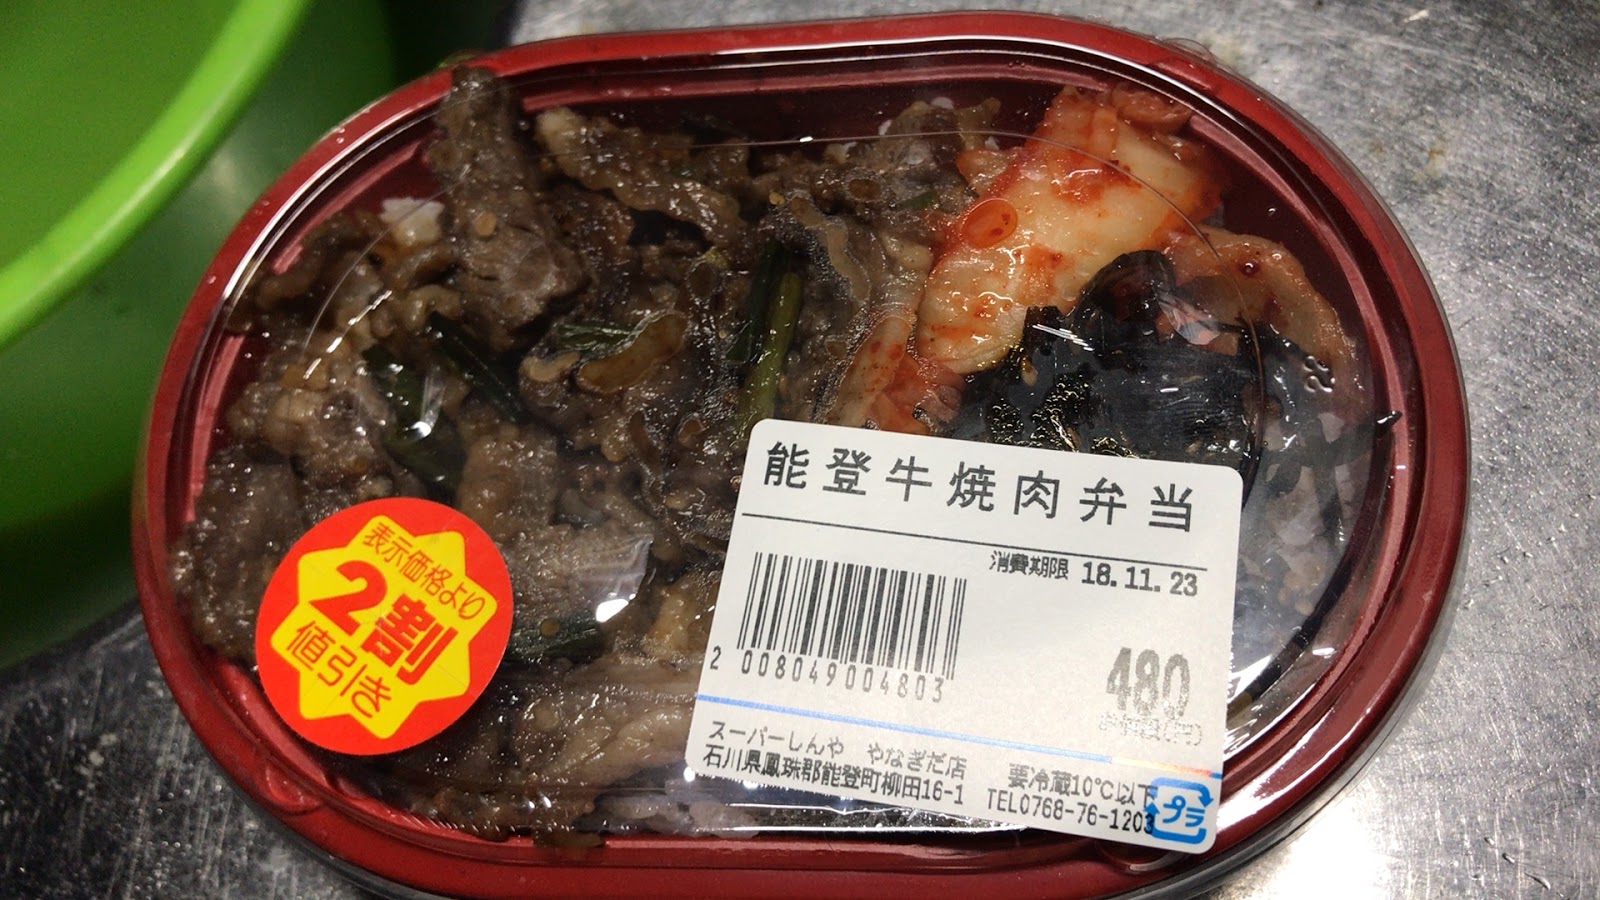 能登牛焼肉弁当
消費期限 18.11.23
2 008049004803
480
スーパーしんや やなぎだ店
石川県鳳珠郡能登町柳田16-1
要冷蔵10℃以下
TEL0768-76-1203
プラ
表示価格より
2割
値引き